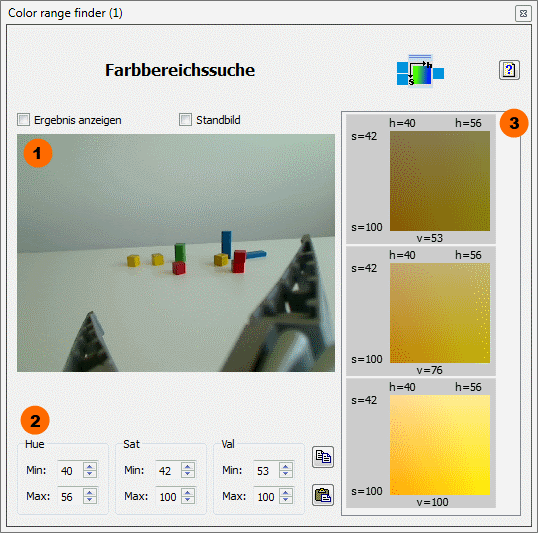 Color range finder (1)
Farbbereichssuche
h
s
?
Ergebnis anzeigen
Standbild
1
3
h=40 h=56
s=42
s=100
v=53
h=40 h=56
s=42
s=100
v=76
h=40 h=56
s=42
s=100
v=100
2
Hue
Min: 40
Max: 56
Sat
Min: 42
Max: 100
Val
Min: 53
Max: 100